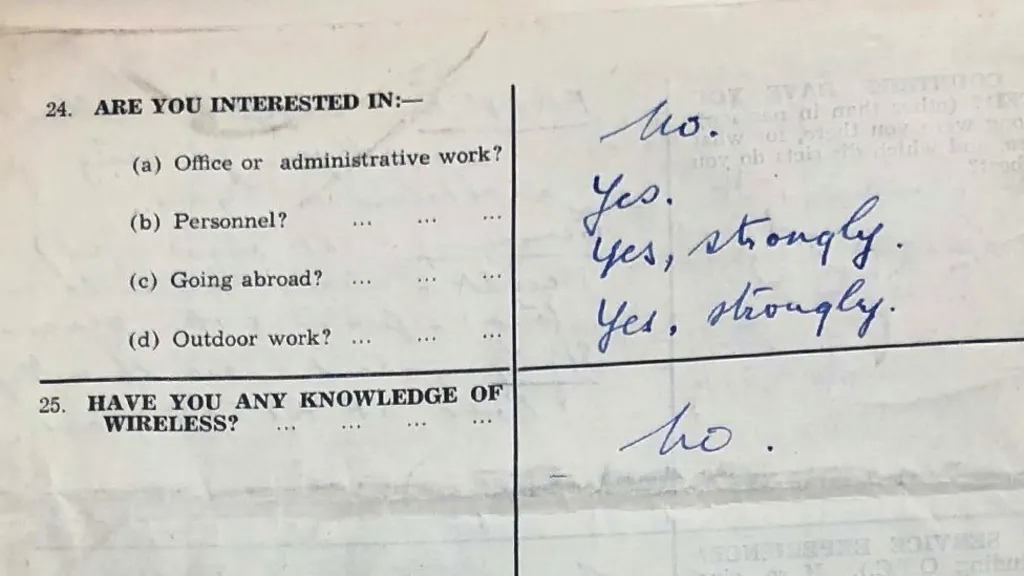 24. ARE YOU INTERESTED IN:—
No.
(a) Office or administrative work?
Yes.
(b) Personnel? ... ... ...
Yes, strongly.
(c) Going abroad? ... ... ...
Yes, strongly.
(d) Outdoor work? ... ... ...
25. HAVE YOU ANY KNOWLEDGE OF
WIRELESS? ... ... ... ...
No.